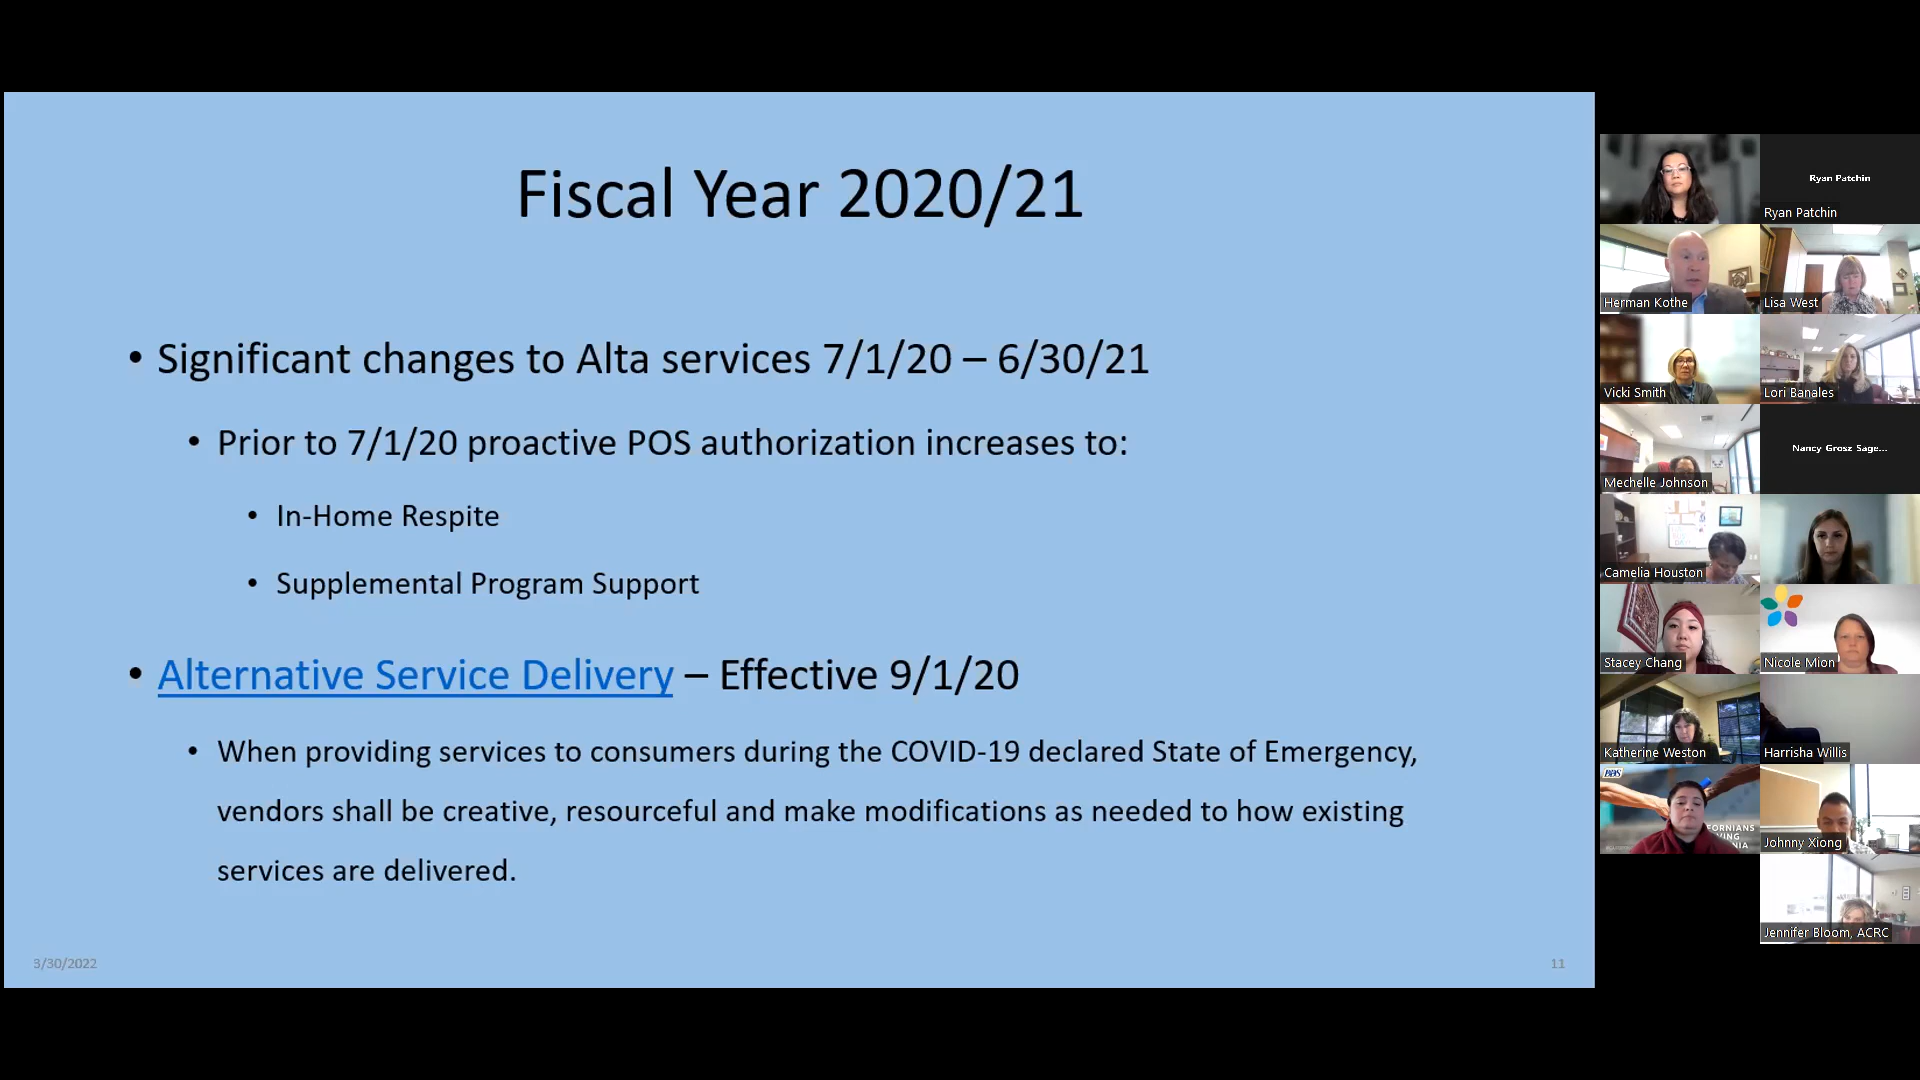 Fiscal Year 2020/21
• Significant changes to Alta services 7/1/20 – 6/30/21
• Prior to 7/1/20 proactive POS authorization increases to:
• In-Home Respite
• Supplemental Program Support
• Alternative Service Delivery – Effective 9/1/20
• When providing services to consumers during the COVID-19 declared State of Emergency,
vendors shall be creative, resourceful and make modifications as needed to how existing
services are delivered.
3/30/2022
11
Ryan Patchin
Ryan Patchin
Herman Kothe
Lisa West
Vicki Smith
Lori Banales
Mechelle Johnson
Nancy Grosz Sage...
Camelia Houston
Stacey Chang
Nicole Mion
Katherine Weston
Harrisha Willis
Johnny Xiong
Jennifer Bloom, ACRC